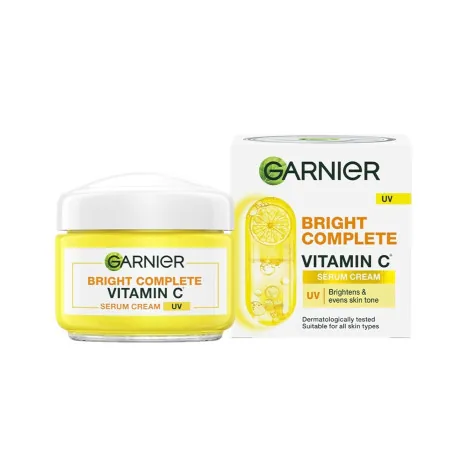 GARNIER
BRIGHT COMPLETE
VITAMIN C*
SERUM CREAM UV
GARNIER
UV
BRIGHT
COMPLETE
VITAMIN C*
SERUM CREAM
UV
Brightens &
evens skin tone
Dermatologically tested
Suitable for all skin types